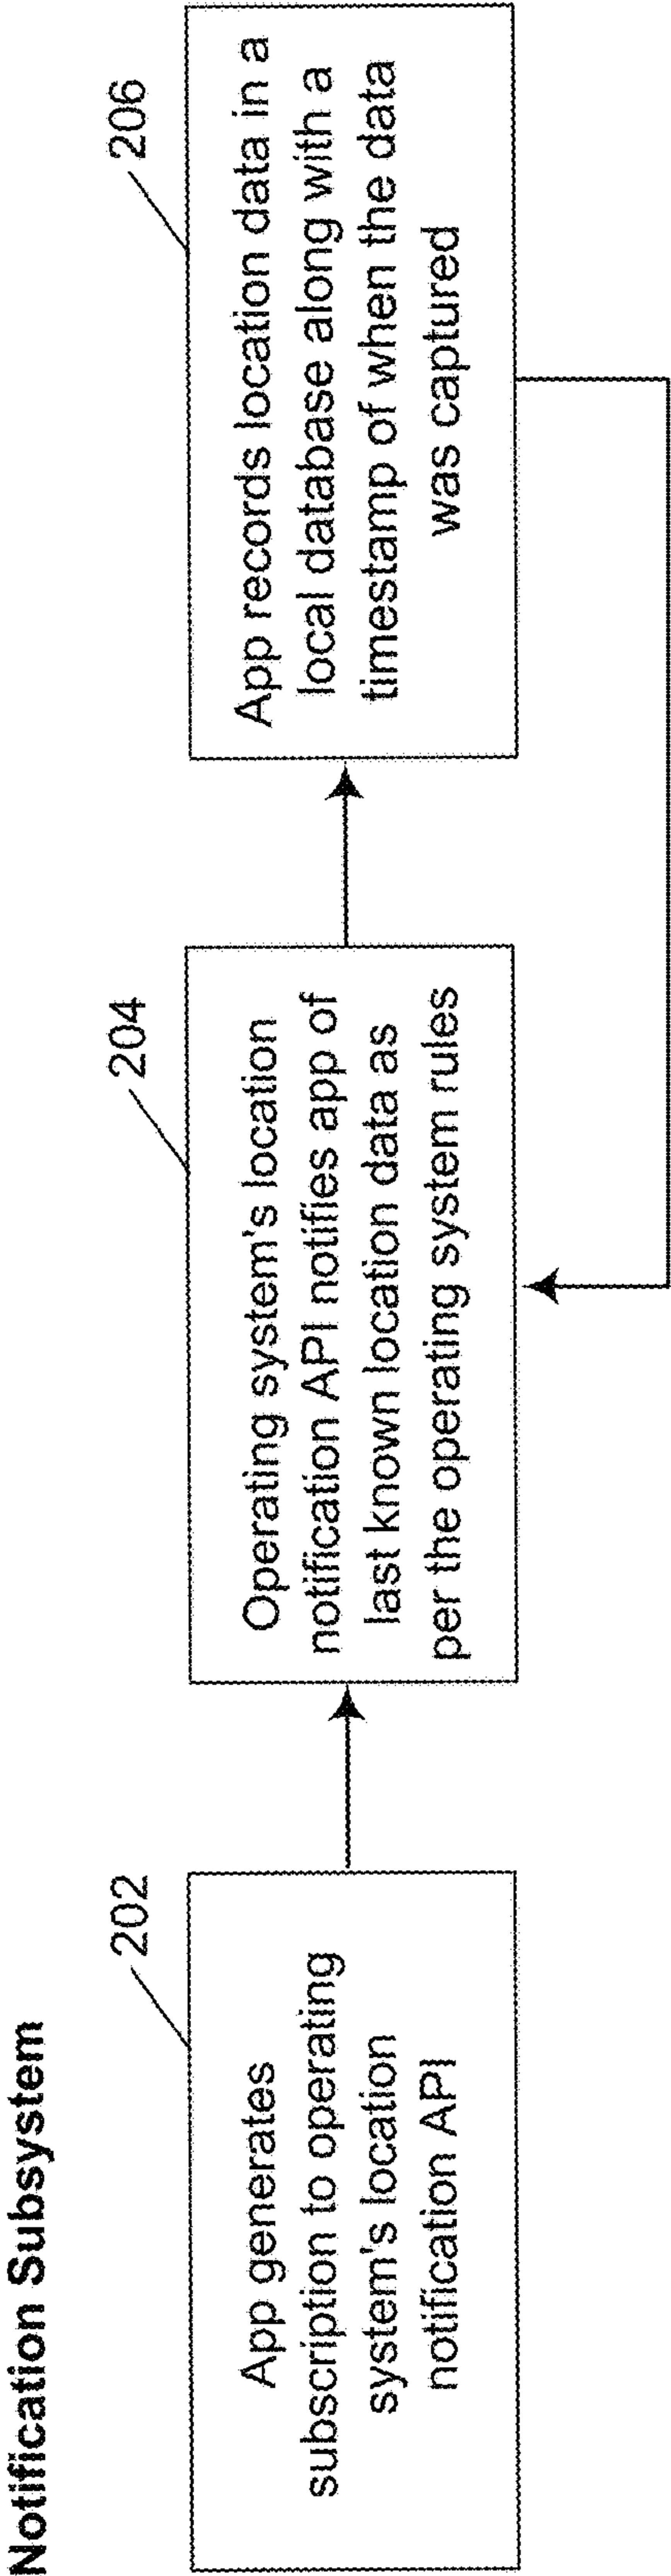 Notification Subsystem
202
App generates
subscription to operating
system's location
notification API
204
Operating system's location
notification API notifies app of
last known location data as
per the operating system rules
206
App records location data in a
local database along with a
timestamp of when the data
was captured